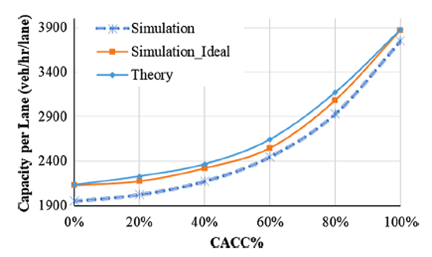 3900
3400
2900
2400
1900
Capacity per Lane (veh/hr/lane)
Simulation
Simulation_Ideal
Theory
0% 20% 40% 60% 80% 100%
CACC%